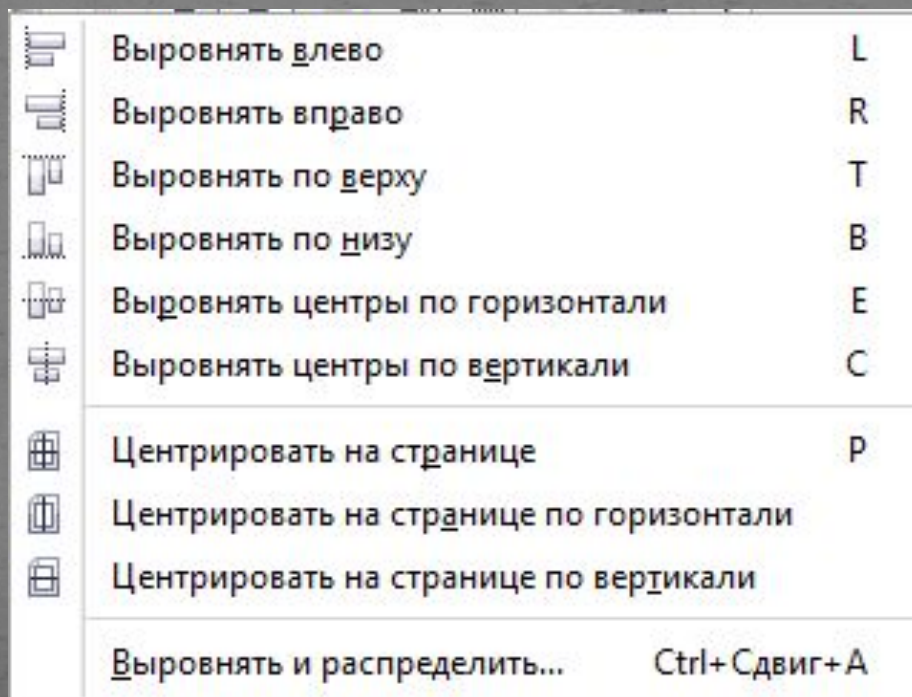 Выровнять влево L
Выровнять вправо R
Выровнять по верху T
Выровнять по низу B
Выровнять центры по горизонтали E
Выровнять центры по вертикали C
Центрировать на странице P
Центрировать на странице по горизонтали
Центрировать на странице по вертикали
Выровнять и распределить... Ctrl+Сдвиг+A